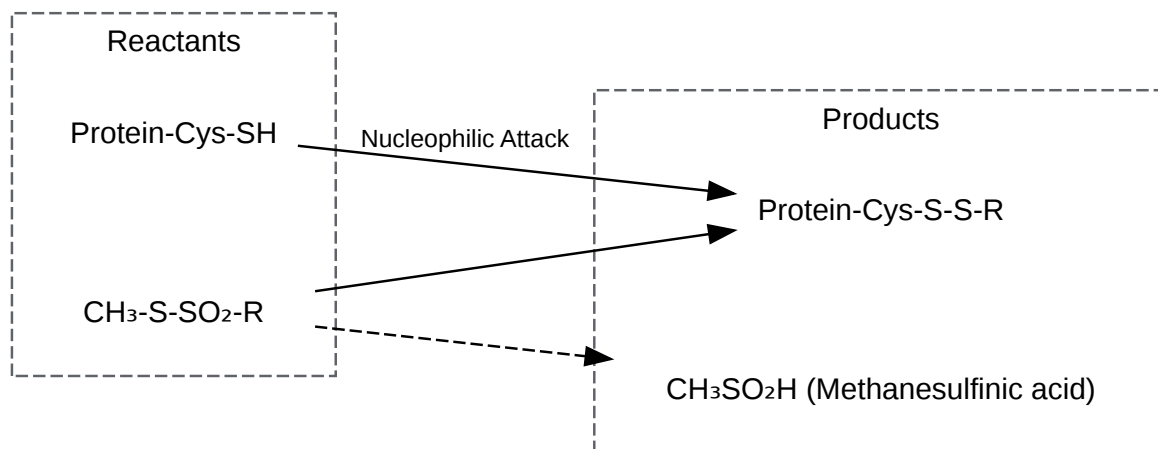 Reactants
Protein-Cys-SH
Nucleophilic Attack
Products
Protein-Cys-S-S-R
CH₃-S-SO₂-R
CH₃SO₂H (Methanesulfinic acid)